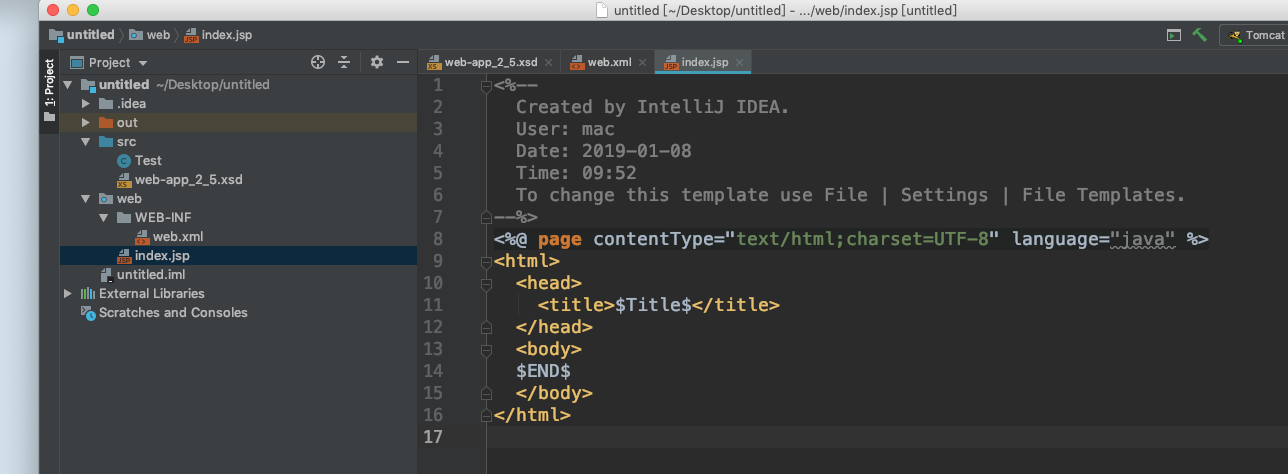 untitled [~/Desktop/untitled] - .../web/index.jsp [untitled]
untitled web index.jsp
Tomcat
1: Project
Project
untitled ~/Desktop/untitled
.idea
out
src
Test
web-app_2_5.xsd
web
WEB-INF
web.xml
index.jsp
untitled.iml
External Libraries
Scratches and Consoles
web-app_2_5.xsd web.xml index.jsp
1 <%--
2 Created by IntelliJ IDEA.
3 User: mac
4 Date: 2019-01-08
5 Time: 09:52
6 To change this template use File | Settings | File Templates.
7 --%>
8 <%@ page contentType="text/html;charset=UTF-8" language="java" %>
9 <html>
10 <head>
11 <title>$Title$</title>
12 </head>
13 <body>
14 $END$
15 </body>
16 </html>
17